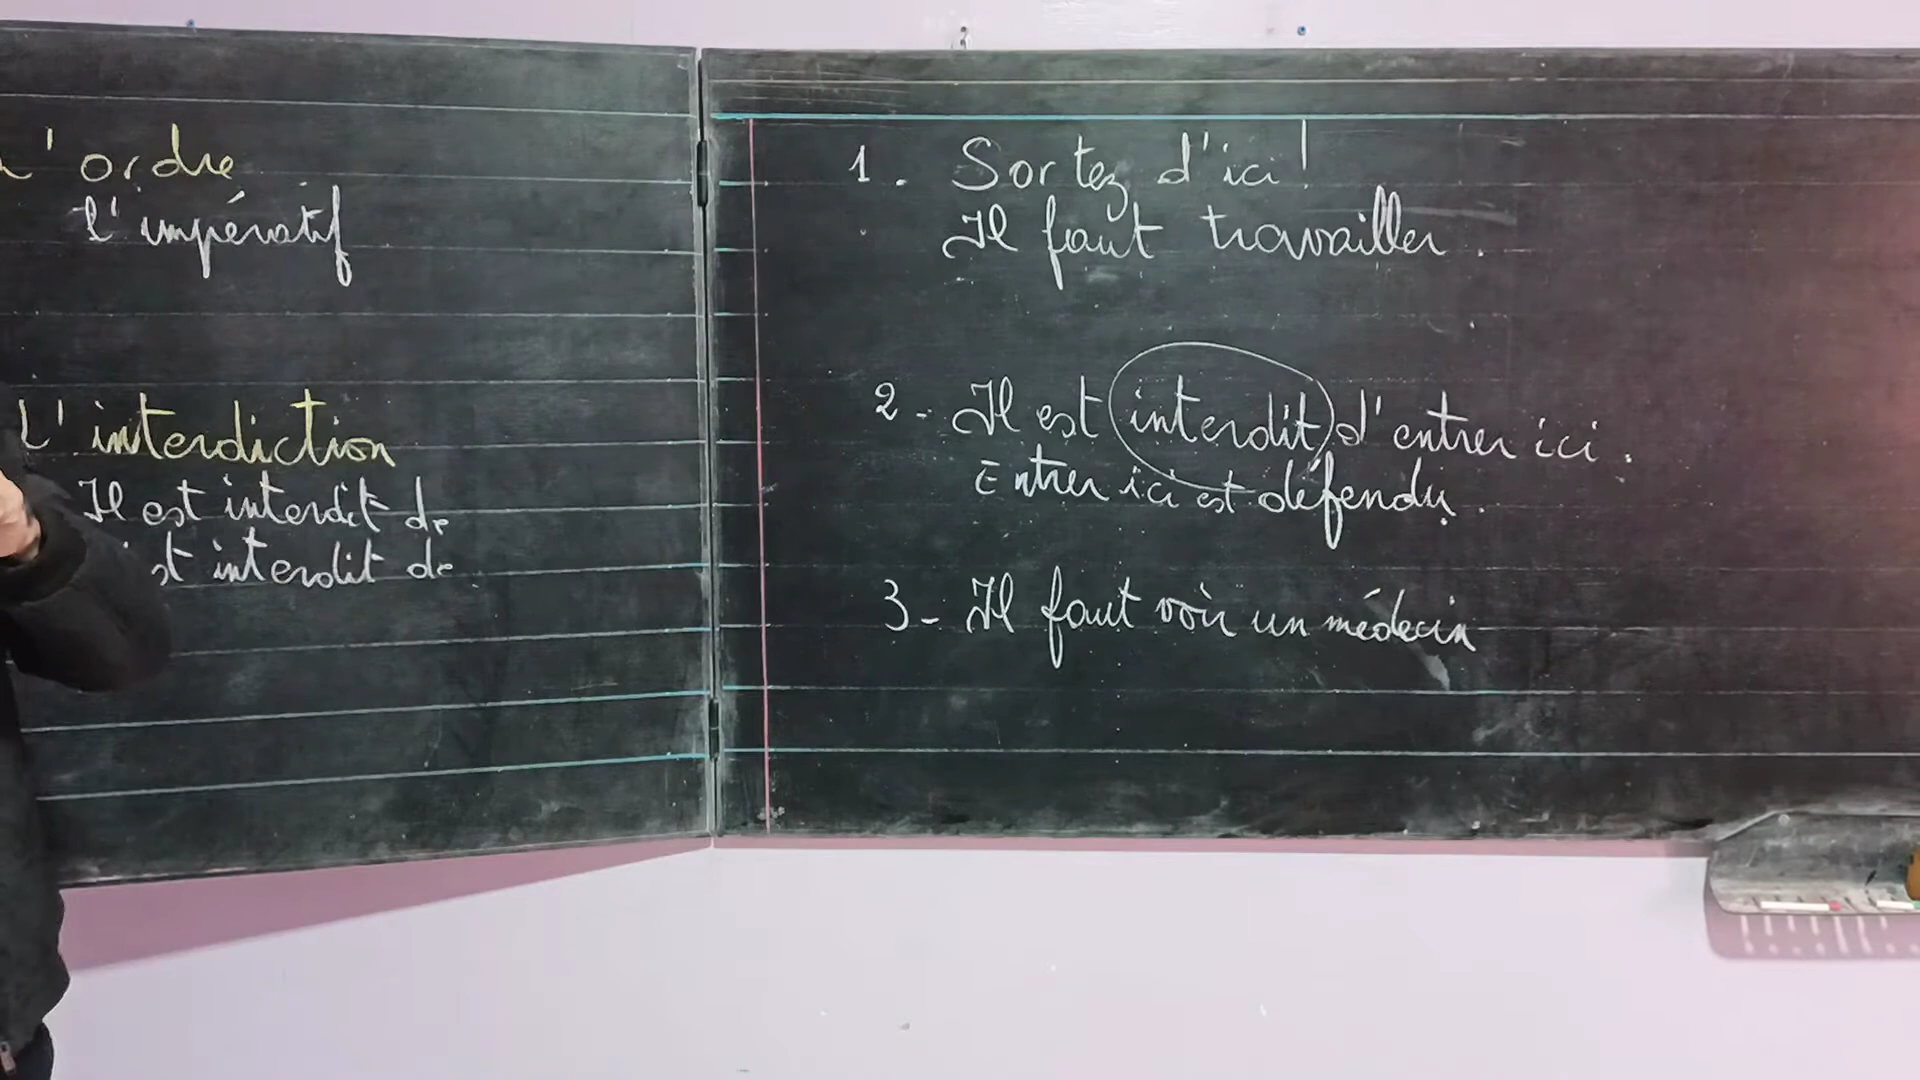 L'ordre
l'impératif
L'interdiction
Il est interdit de
st interdit de
1. Sortez d'ici!
Il faut travailler.
2- Il est interdit d'entrer ici.
Entrer ici est défendu.
3- Il faut voir un médecin